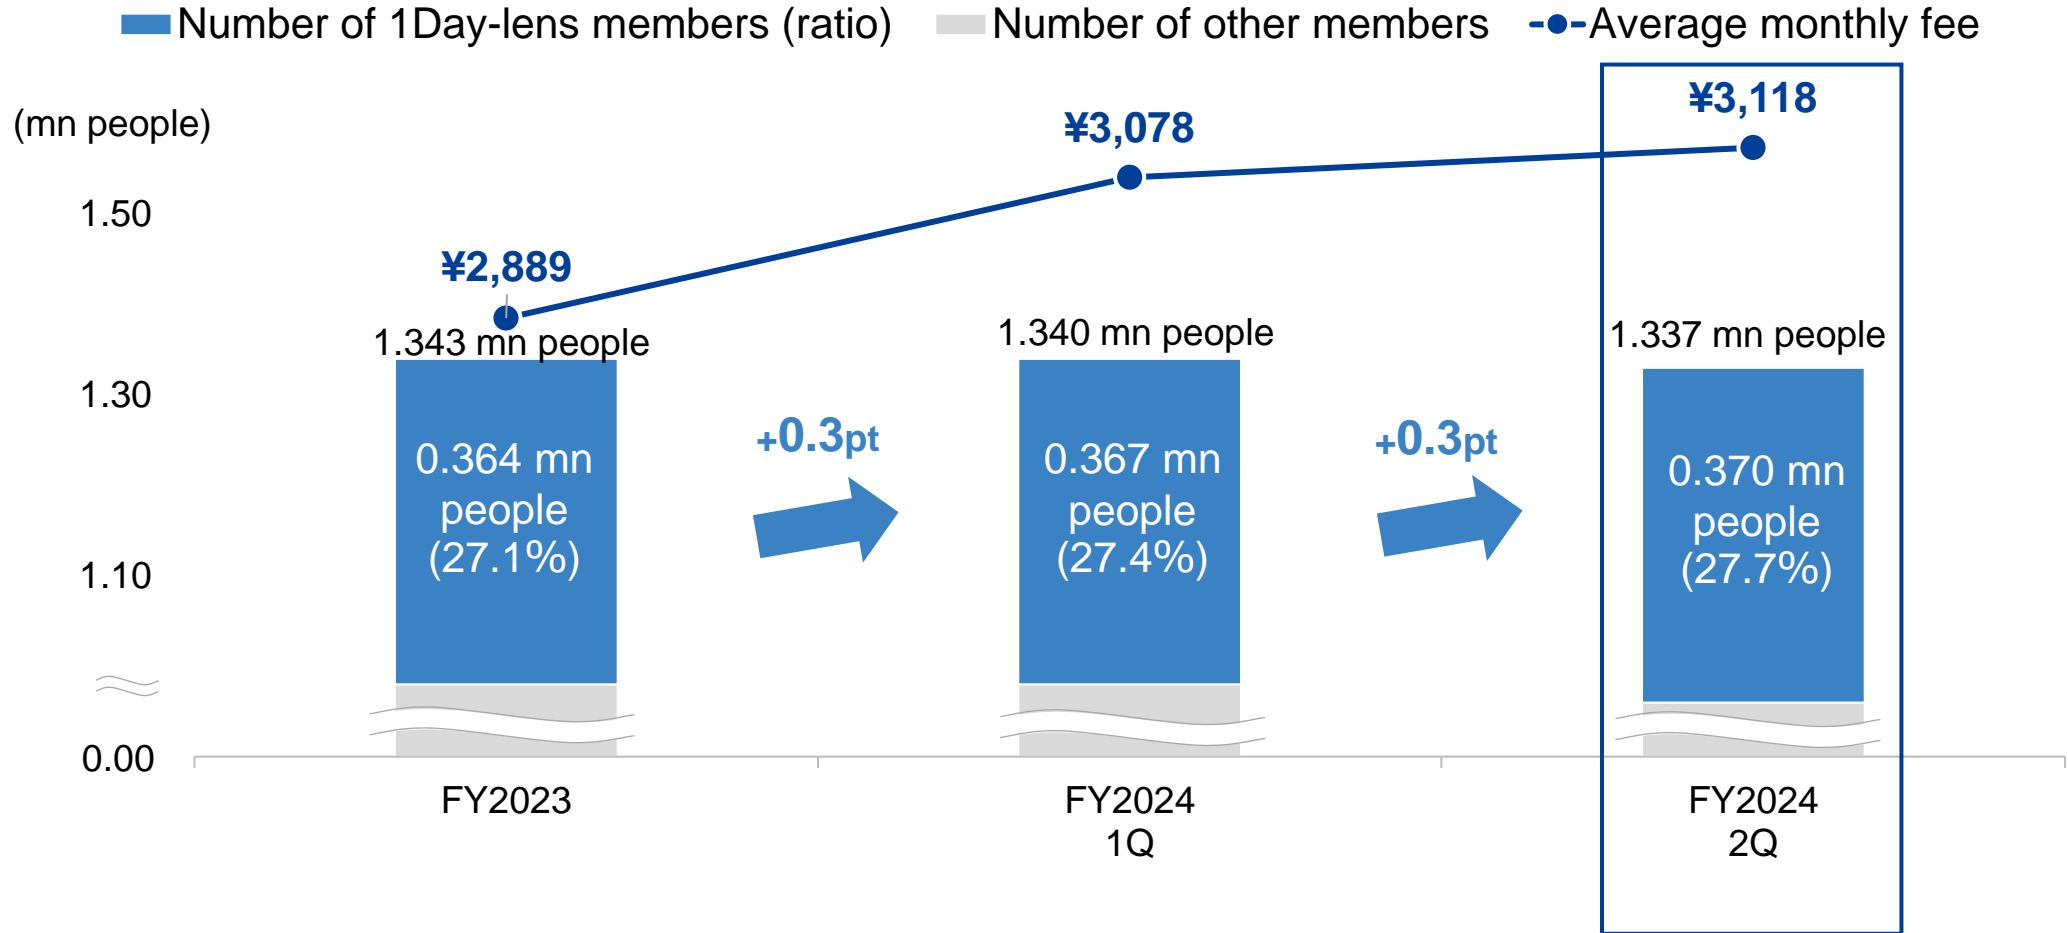 Number of 1Day-lens members (ratio)
Number of other members
Average monthly fee
(mn people)
1.50
1.30
1.10
0.00
¥2,889
¥3,078
¥3,118
1.343 mn people
1.340 mn people
1.337 mn people
0.364 mn
people
(27.1%)
+0.3pt
0.367 mn
people
(27.4%)
+0.3pt
0.370 mn
people
(27.7%)
FY2023
FY2024
1Q
FY2024
2Q